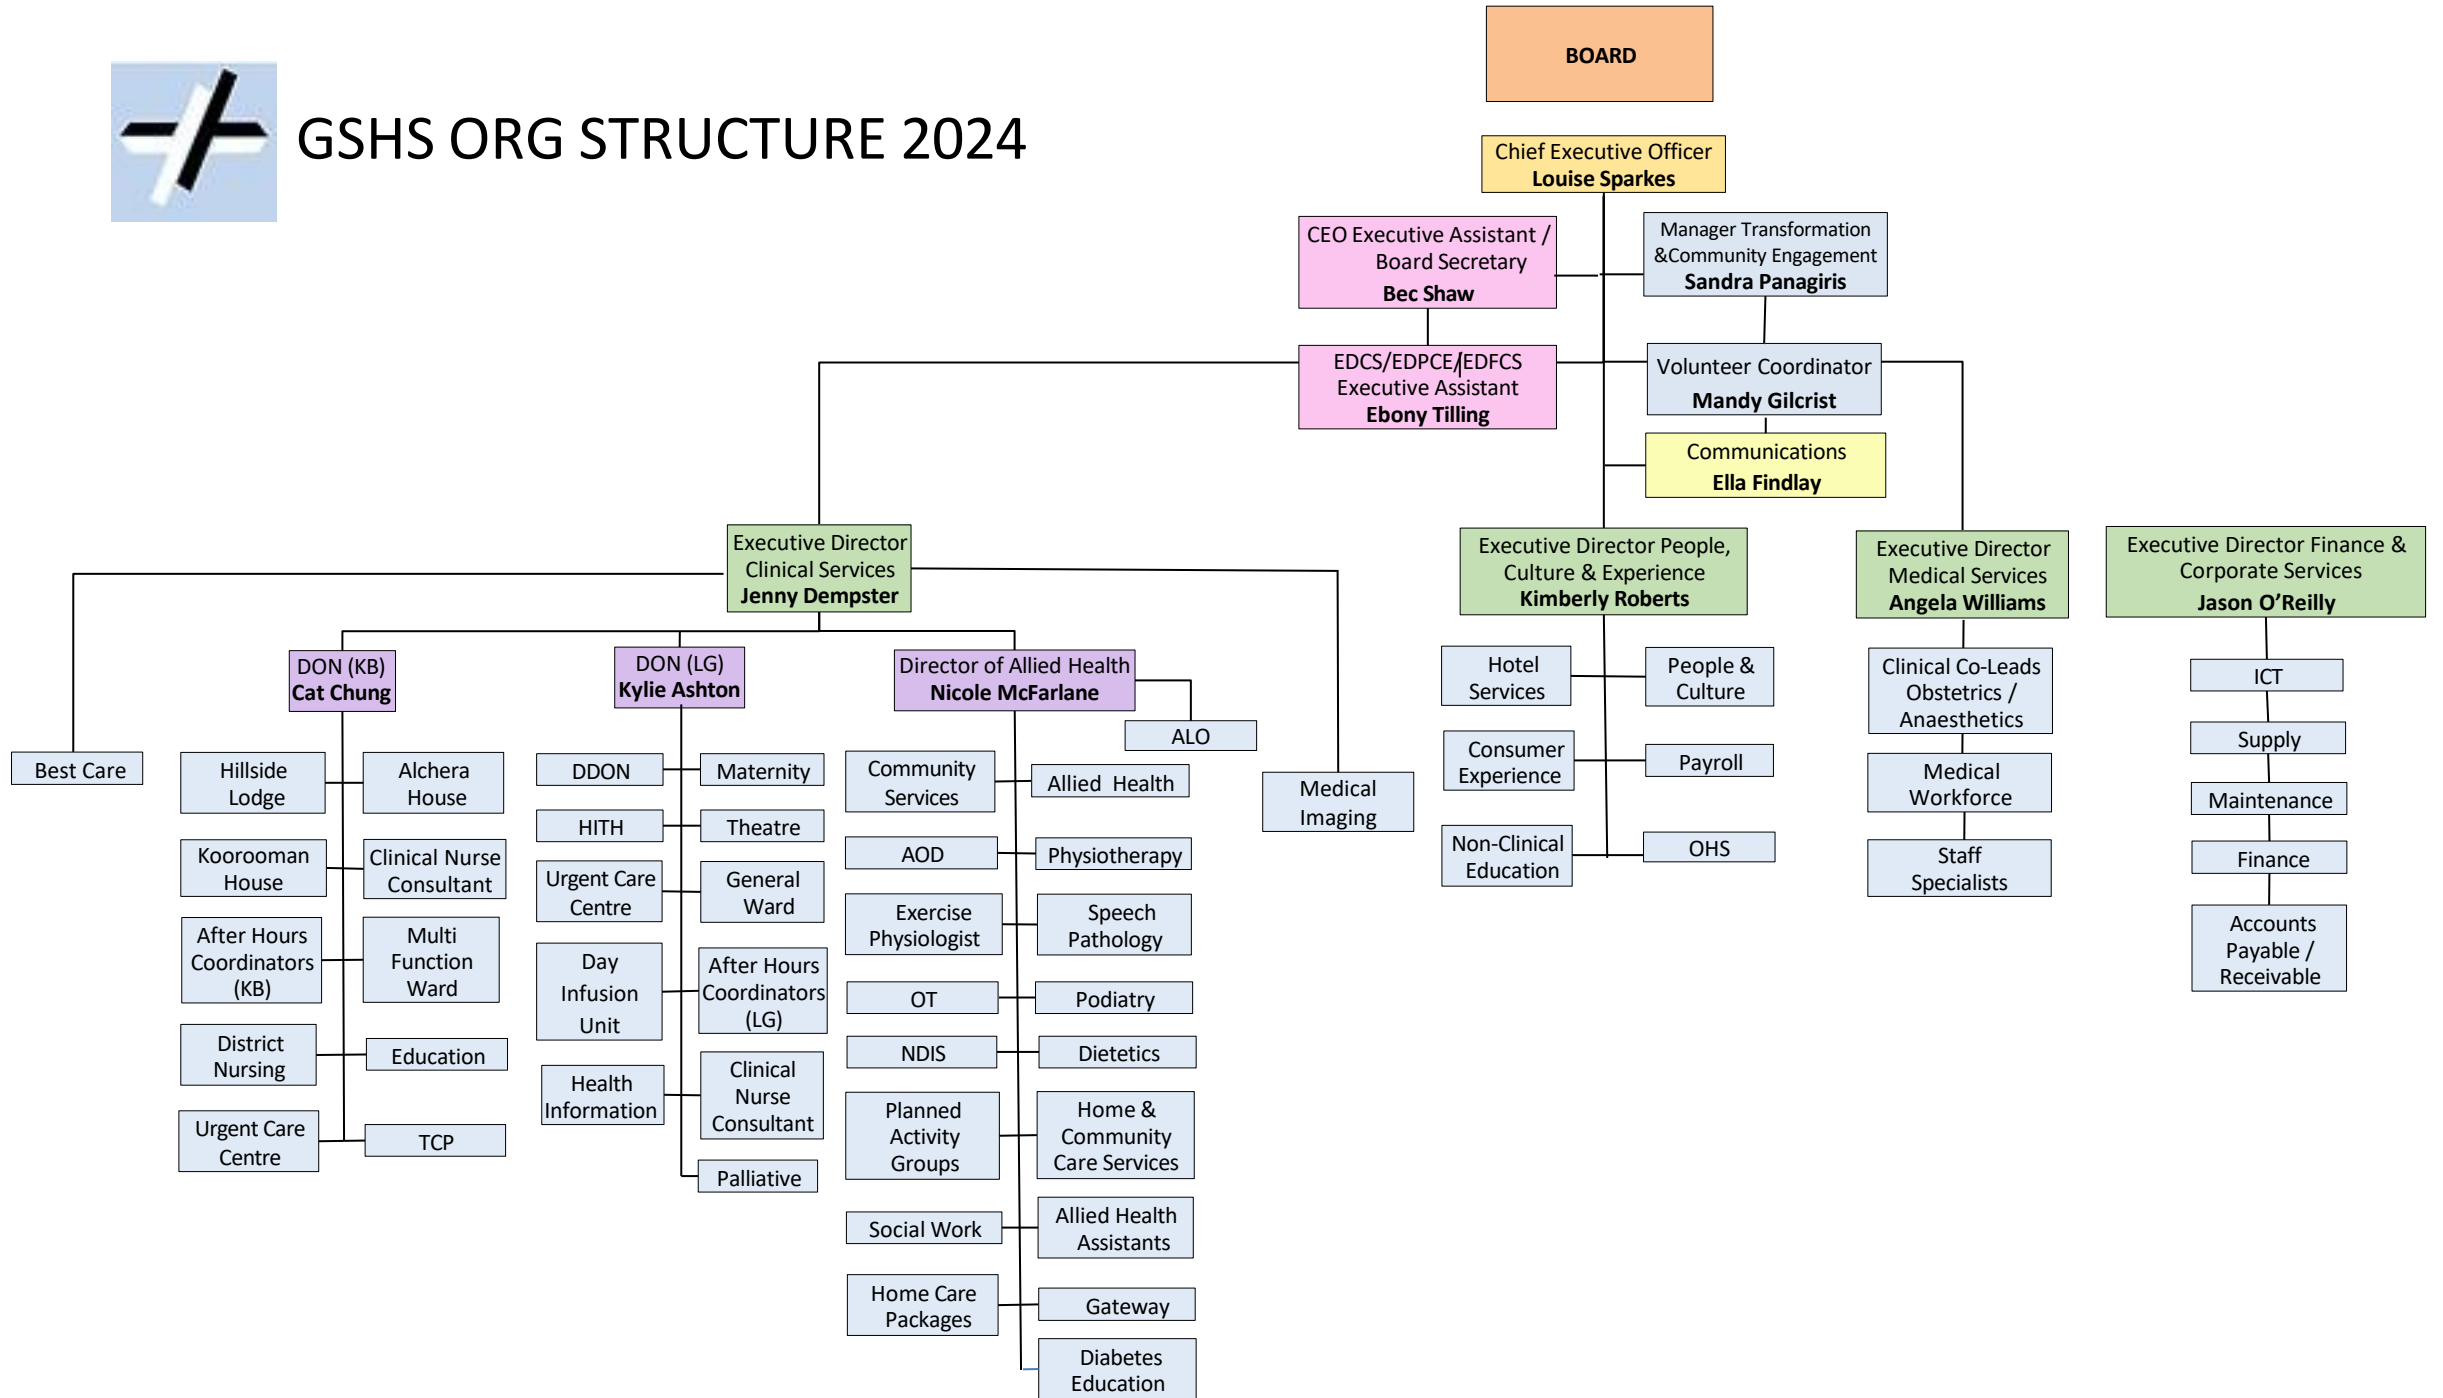 BOARD
GSHS ORG STRUCTURE 2024
Chief Executive Officer
Louise Sparkes
CEO Executive Assistant /
Board Secretary
Bec Shaw
Manager Transformation
&Community Engagement
Sandra Panagiris
EDCS/EDPCE/EDFCS
Executive Assistant
Ebony Tilling
Volunteer Coordinator
Mandy Gilcrist
Communications
Ella Findlay
Executive Director
Clinical Services
Jenny Dempster
Executive Director People,
Culture & Experience
Kimberly Roberts
Executive Director
Medical Services
Angela Williams
Executive Director Finance &
Corporate Services
Jason O’Reilly
DON (KB)
Cat Chung
DON (LG)
Kylie Ashton
Director of Allied Health
Nicole McFarlane
ALO
Best Care
Medical
Imaging
Hillside
Lodge
Alchera
House
Koorooman
House
Clinical Nurse
Consultant
After Hours
Coordinators
(KB)
Multi
Function
Ward
District
Nursing
Education
Urgent Care
Centre
TCP
DDON
Maternity
HITH
Theatre
Urgent Care
Centre
General
Ward
Day
Infusion
Unit
After Hours
Coordinators
(LG)
Health
Information
Clinical
Nurse
Consultant
Palliative
Community
Services
Allied Health
AOD
Physiotherapy
Exercise
Physiologist
Speech
Pathology
OT
Podiatry
NDIS
Dietetics
Planned
Activity
Groups
Home &
Community
Care Services
Social Work
Allied Health
Assistants
Home Care
Packages
Gateway
Diabetes
Education
Hotel
Services
People &
Culture
Consumer
Experience
Payroll
Non-Clinical
Education
OHS
Clinical Co-Leads
Obstetrics /
Anaesthetics
Medical
Workforce
Staff
Specialists
ICT
Supply
Maintenance
Finance
Accounts
Payable /
Receivable